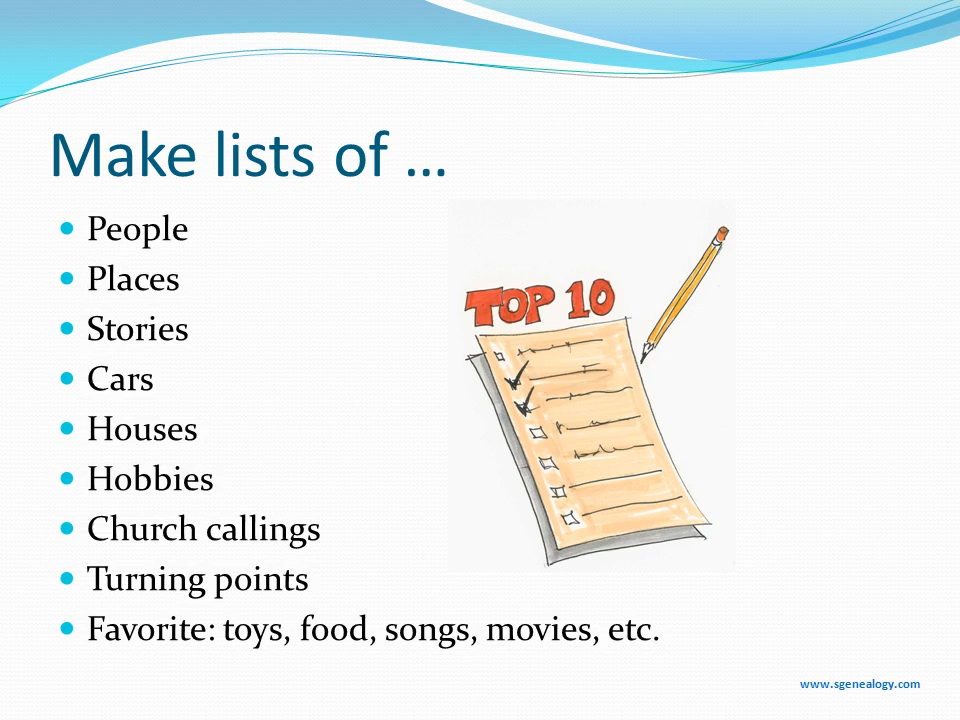 Make lists of …
People
Places
Stories
Cars
Houses
Hobbies
Church callings
Turning points
Favorite: toys, food, songs, movies, etc.
TOP 10
www.sgenealogy.com